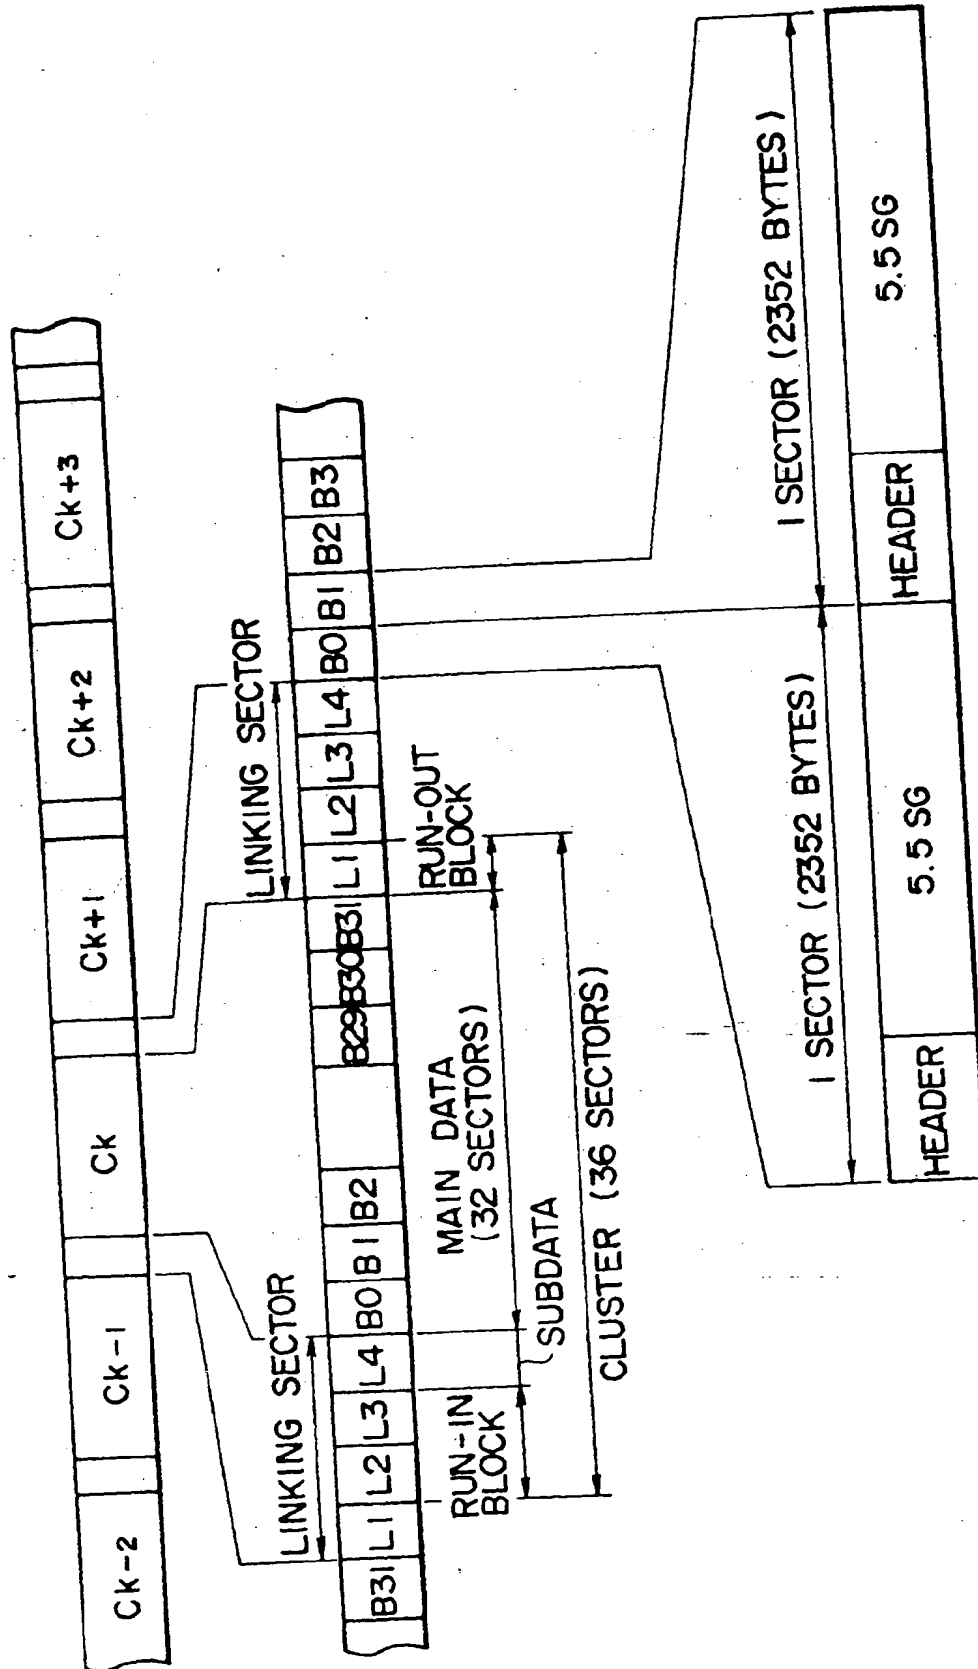 Ck-2
Ck-1
Ck
Ck+1
Ck+2
Ck+3
LINKING SECTOR
LINKING SECTOR
B31 L1 L2 L3 L4 B0 B1 B2 B29 B30 B31 L1 L2 L3 L4 B0 B1 B2 B3
RUN-IN
BLOCK
SUBDATA
MAIN DATA
(32 SECTORS)
RUN-OUT
BLOCK
CLUSTER (36 SECTORS)
1 SECTOR (2352 BYTES)
1 SECTOR (2352 BYTES)
HEADER
5.5 SG
HEADER
5.5 SG